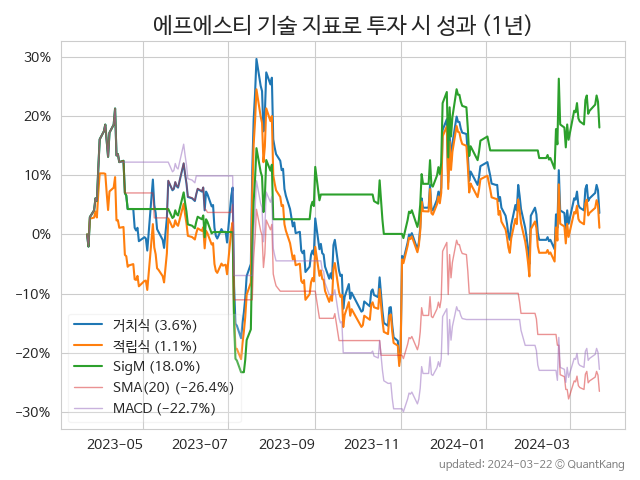 에프에스티 기술 지표로 투자 시 성과 (1년)
30%
20%
10%
0%
−10%
−20%
−30%
거치식 (3.6%)
적립식 (1.1%)
SigM (18.0%)
SMA(20) (−26.4%)
MACD (−22.7%)
2023−05
2023−07
2023−09
2023−11
2024−01
2024−03
updated: 2024−03−22 © QuantKang